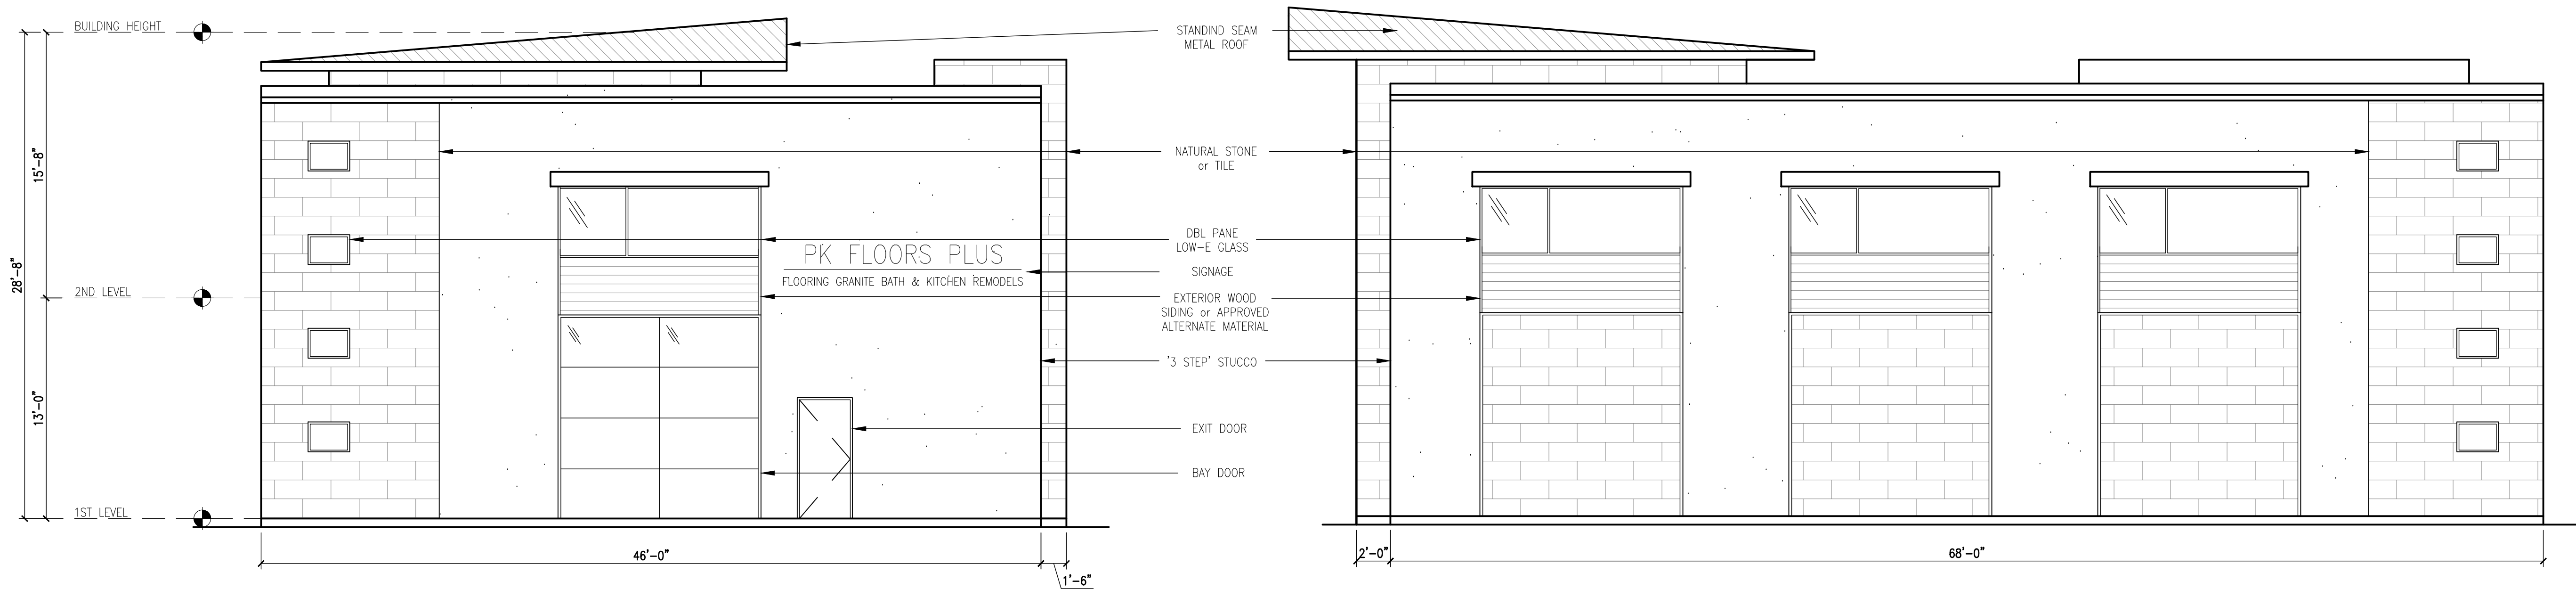 BUILDING HEIGHT
STANDIND SEAM
METAL ROOF
15'-8"
NATURAL STONE
or TILE
28'-8"
DBL PANE
LOW-E GLASS
PK FLOORS PLUS
SIGNAGE
FLOORING GRANITE BATH & KITCHEN REMODELS
2ND LEVEL
EXTERIOR WOOD
SIDING or APPROVED
ALTERNATE MATERIAL
'3 STEP' STUCCO
13'-0"
EXIT DOOR
BAY DOOR
1ST LEVEL
46'-0"
2'-0"
68'-0"
1'-6"